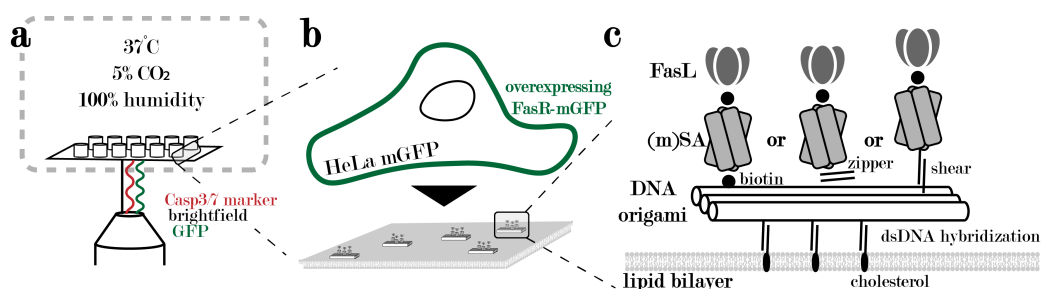 a
37°C
5% CO₂
100% humidity
Casp3/7 marker
brightfield
GFP
b
overexpressing
FasR-mGFP
HeLa mGFP
c
FasL
(m)SA
or
or
zipper
shear
biotin
DNA
origami
dsDNA hybridization
lipid bilayer
cholesterol